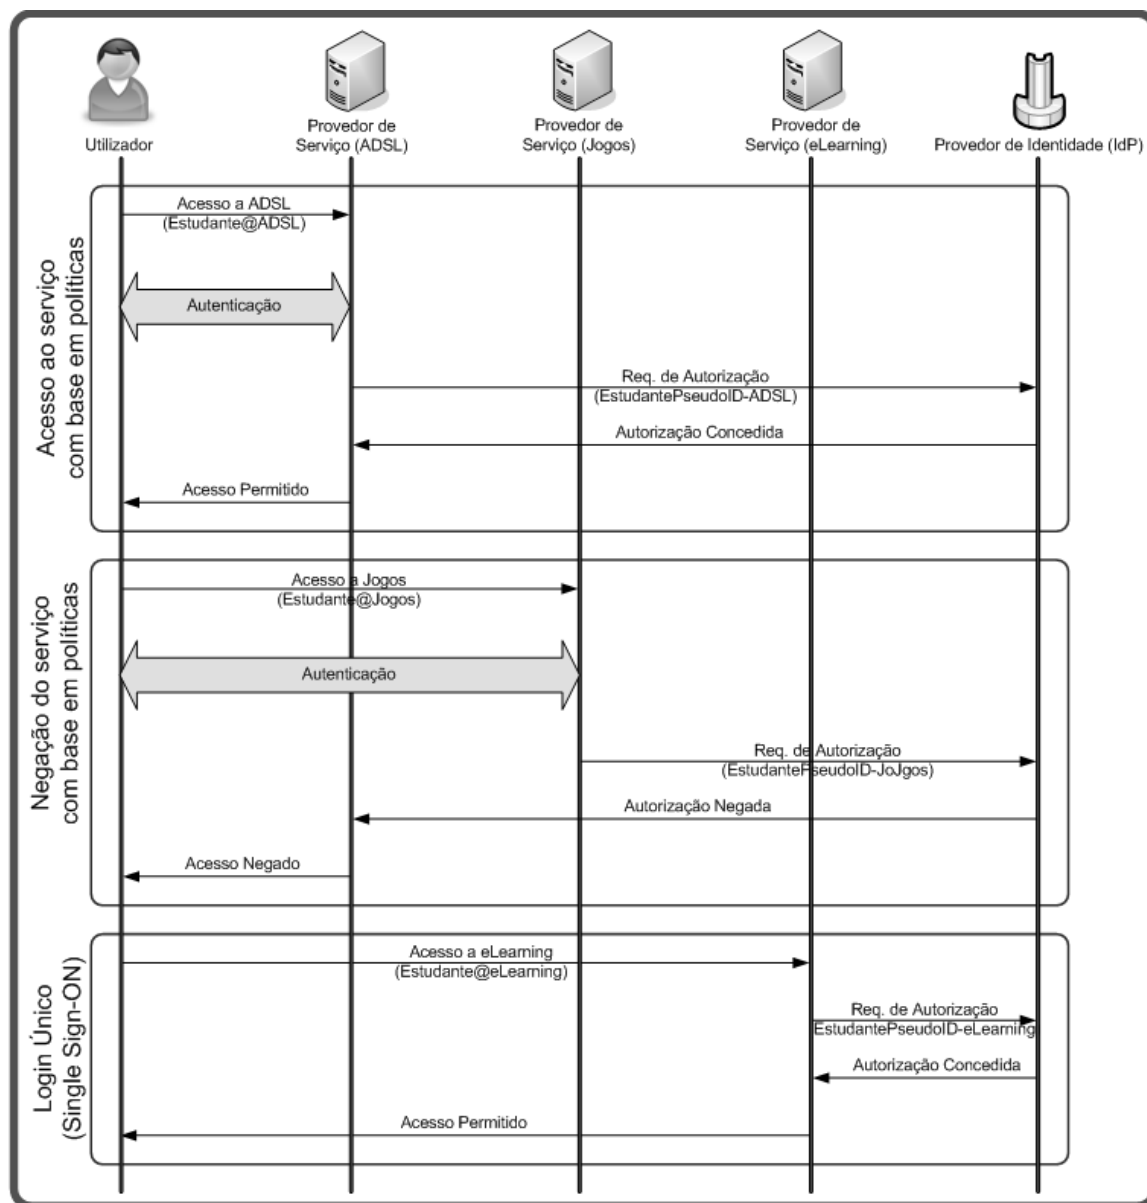 Utilizador
Provedor de
Serviço (ADSL)
Provedor de
Serviço (Jogos)
Provedor de
Serviço (eLearning)
Provedor de Identidade (IdP)
Acesso ao serviço
com base em políticas
Acesso a ADSL
(Estudante@ADSL)
Autenticação
Req. de Autorização
(EstudantePseudoID-ADSL)
Autorização Concedida
Acesso Permitido
Negação do serviço
com base em políticas
Acesso a Jogos
(Estudante@Jogos)
Autenticação
Req. de Autorização
(EstudantePseudoID-JoJgos)
Autorização Negada
Acesso Negado
Login Único
(Single Sign-ON)
Acesso a eLearning
(Estudante@eLearning)
Req. de Autorização
EstudantePseudoID-eLearning
Autorização Concedida
Acesso Permitido